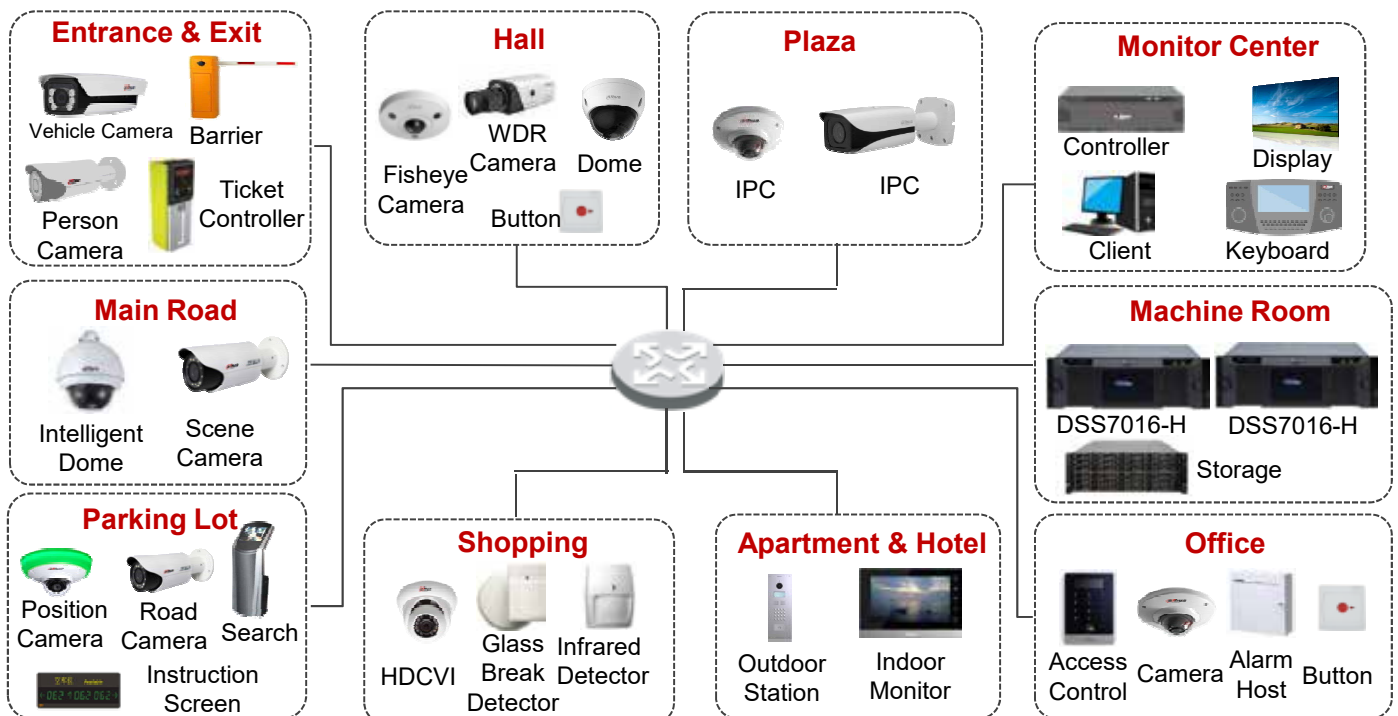 Entrance & Exit
Vehicle Camera
Barrier
Person
Camera
Ticket
Controller
Hall
Fisheye
Camera
WDR
Camera
Dome
Button
Plaza
IPC
IPC
Monitor Center
Controller
Display
Client
Keyboard
Main Road
Intelligent
Dome
Scene
Camera
Machine Room
DSS7016-H
DSS7016-H
Storage
Parking Lot
Position
Camera
Road
Camera
Search
Instruction
Screen
Shopping
HDCVI
Glass
Break
Detector
Infrared
Detector
Apartment & Hotel
Outdoor
Station
Indoor
Monitor
Office
Access
Control
Camera
Alarm
Host
Button